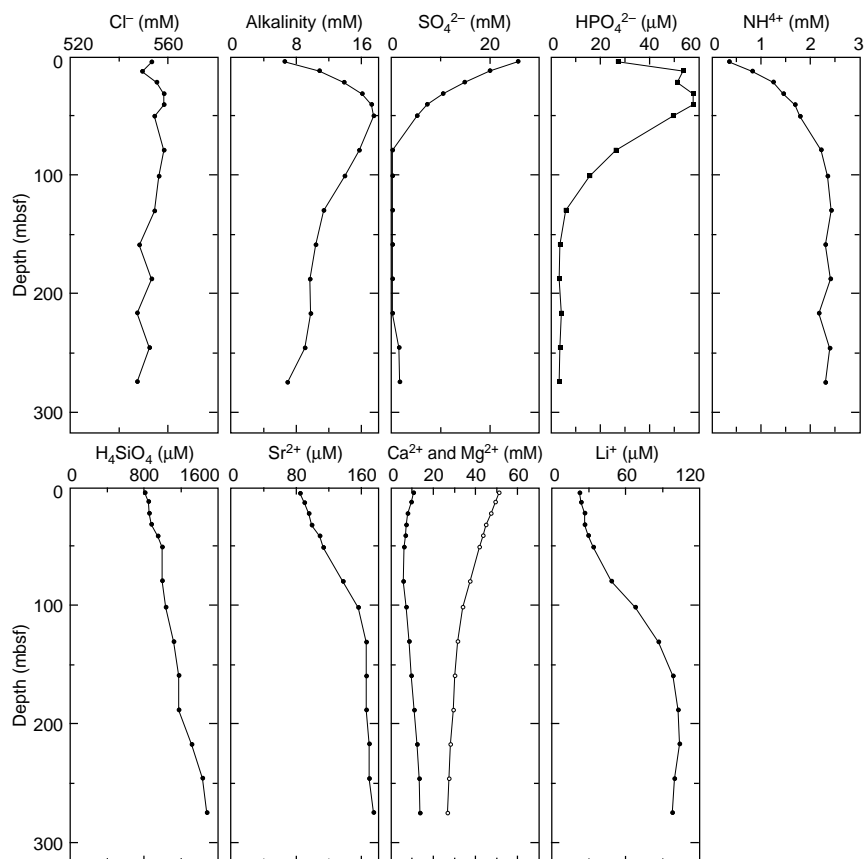 Cl⁻ (mM) Alkalinity (mM) SO₄²⁻ (mM) HPO₄²⁻ (µM) NH⁴⁺ (mM)
520 560 0 8 16 0 20 0 20 40 60 0 1 2 3
0
100
200
300
Depth (mbsf)
H₄SiO₄ (µM) Sr²⁺ (µM) Ca²⁺ and Mg²⁺ (mM) Li⁺ (µM)
0 800 1600 0 160 0 20 40 60 0 60 120
0
100
200
300
Depth (mbsf)